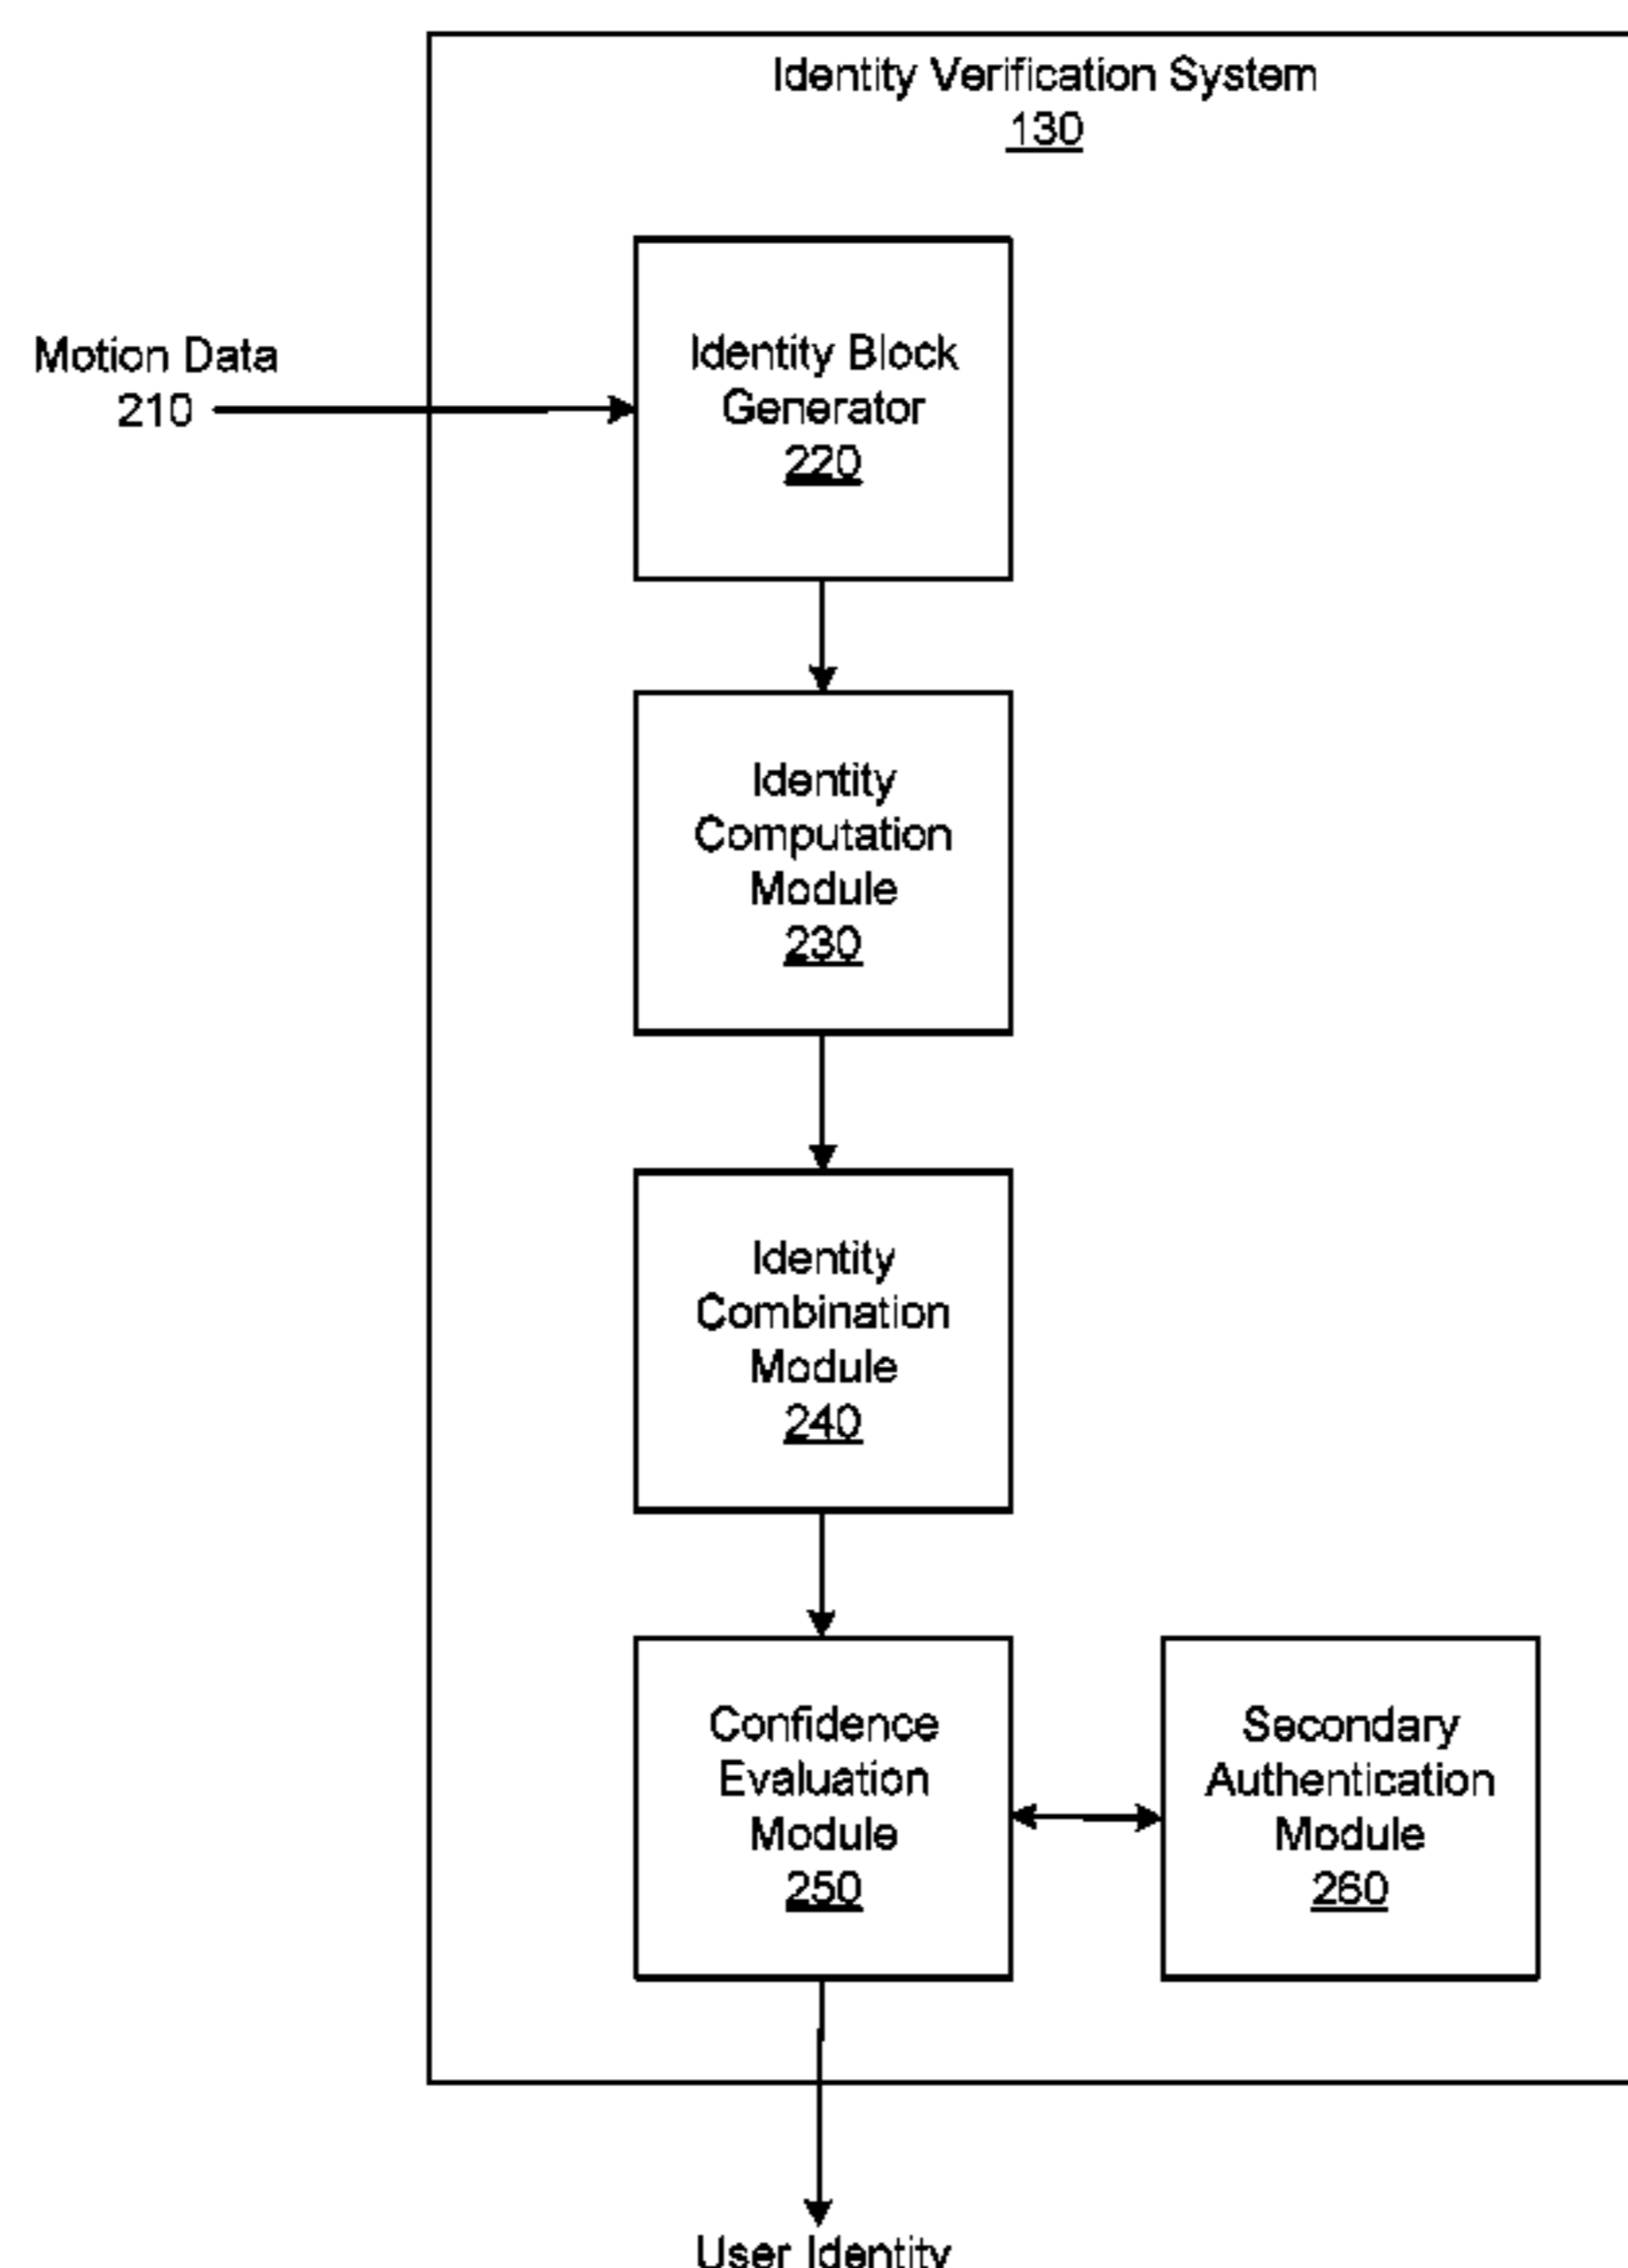 Identity Verification System
130
Motion Data
210
Identity Block
Generator
220
Identity
Computation
Module
230
Identity
Combination
Module
240
Confidence
Evaluation
Module
250
Secondary
Authentication
Module
260
User Identity